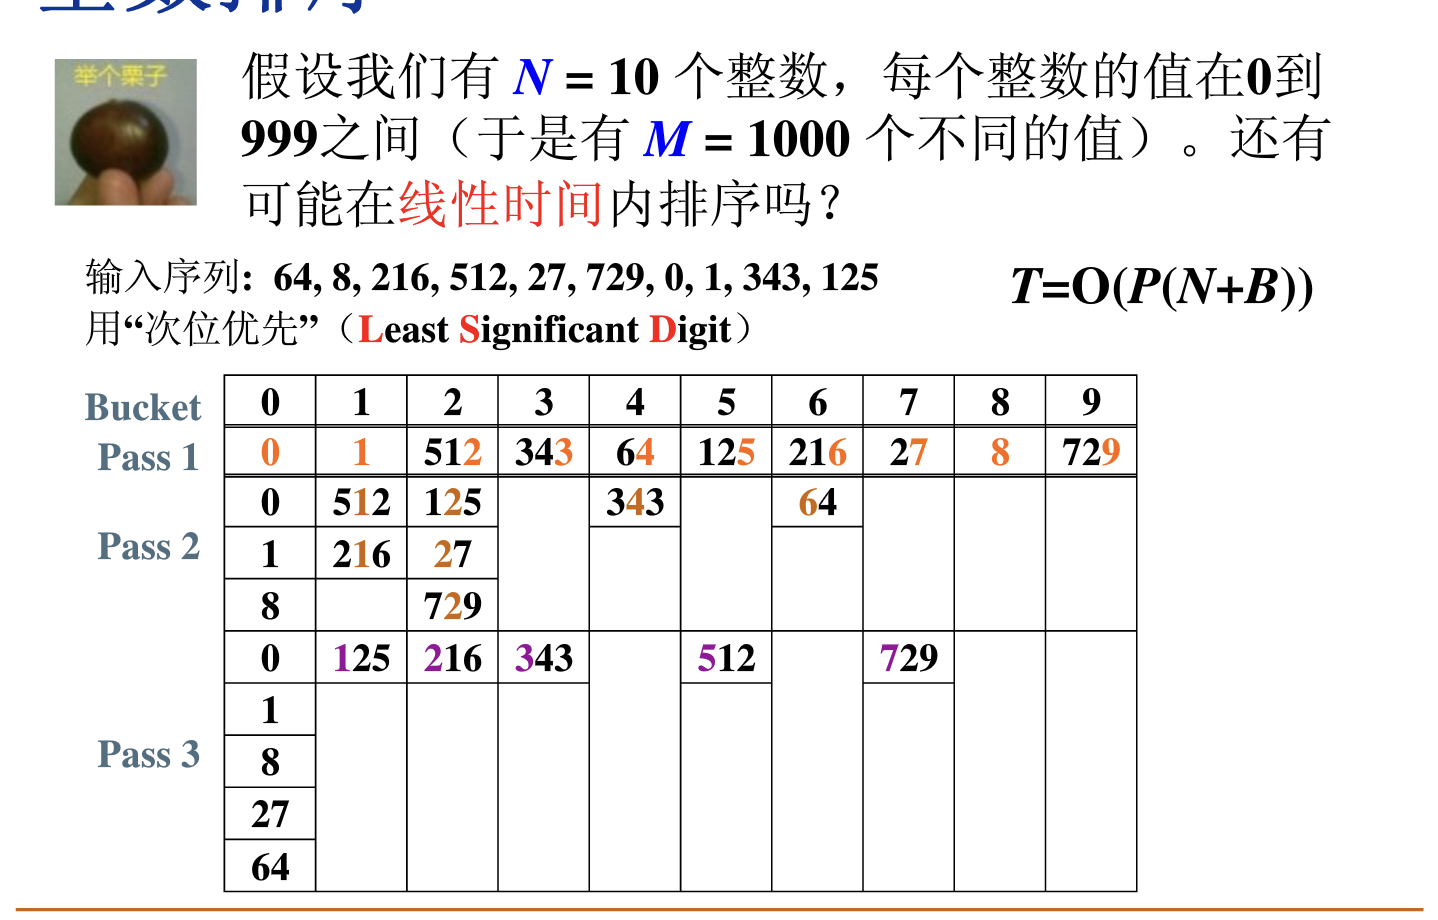 举个栗子
假设我们有 N = 10 个整数，每个整数的值在0到
999之间（于是有 M = 1000 个不同的值）。还有
可能在线性时间内排序吗？
输入序列: 64, 8, 216, 512, 27, 729, 0, 1, 343, 125
T=O(P(N+B))
用“次位优先”（Least Significant Digit）
Bucket 0 1 2 3 4 5 6 7 8 9
Pass 1 0 1 512 343 64 125 216 27 8 729
0 512 125 343 64
Pass 2 1 216 27
8 729
0 125 216 343 512 729
1
Pass 3 8
27
64